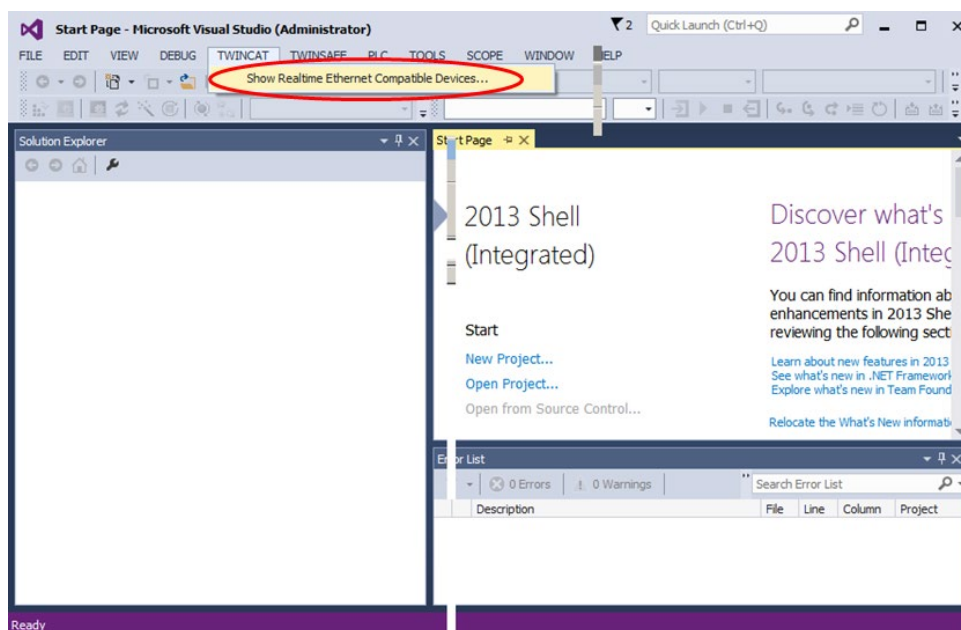 Start Page - Microsoft Visual Studio (Administrator)
2
Quick Launch (Ctrl+Q)
FILE EDIT VIEW DEBUG TWINCAT TWINSAFE PLC TOOLS SCOPE WINDOW HELP
Show Realtime Ethernet Compatible Devices...
Solution Explorer
Start Page
2013 Shell
(Integrated)
Start
New Project...
Open Project...
Open from Source Control...
Discover what's
2013 Shell (Integ
You can find information ab
enhancements in 2013 She
reviewing the following secti
Learn about new features in 2013
See what's new in .NET Framework
Explore what's new in Team Found
Relocate the What's New informati
Error List
0 Errors
0 Warnings
Search Error List
Description File Line Column Project
Ready